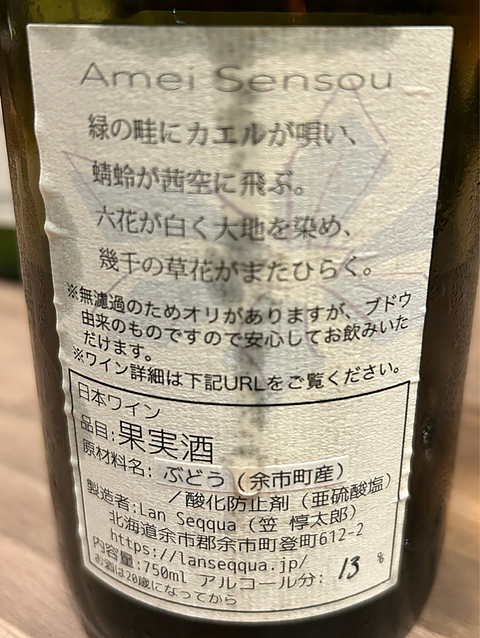 Amei Sensou
緑の畦にカエルが唄い、
蜻蛉が茜空に飛ぶ。
六花が白く大地を染め、
幾千の草花がまたひらく。
※無濾過のためオリがありますが、ブドウ
由来のものですので安心してお飲みいた
だけます。
※ワイン詳細は下記URLをご覧ください。
日本ワイン
品目:果実酒
原材料名: ぶどう (余市町産)
/酸化防止剤 (亜硫酸塩)
製造者:Lan Seqqua (笠 惇太郎)
北海道余市郡余市町登町612-2
https://lanseqqua.jp/
内容量:750ml アルコール分: 13 %
お酒は20歳になってから